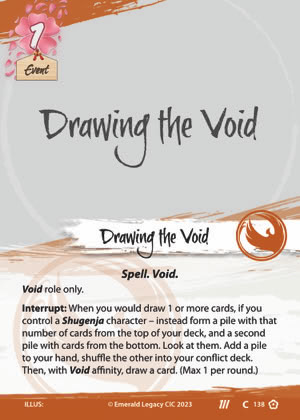 1
Event
Drawing the Void
Drawing the Void
Spell. Void.
Void role only.
Interrupt: When you would draw 1 or more cards, if you
control a Shugenja character – instead form a pile with that
number of cards from the top of your deck, and a second
pile with cards from the bottom. Look at them. Add a pile
to your hand, shuffle the other into your conflict deck.
Then, with Void affinity, draw a card. (Max 1 per round.)
ILLUS: © Emerald Legacy CIC 2023 C 138